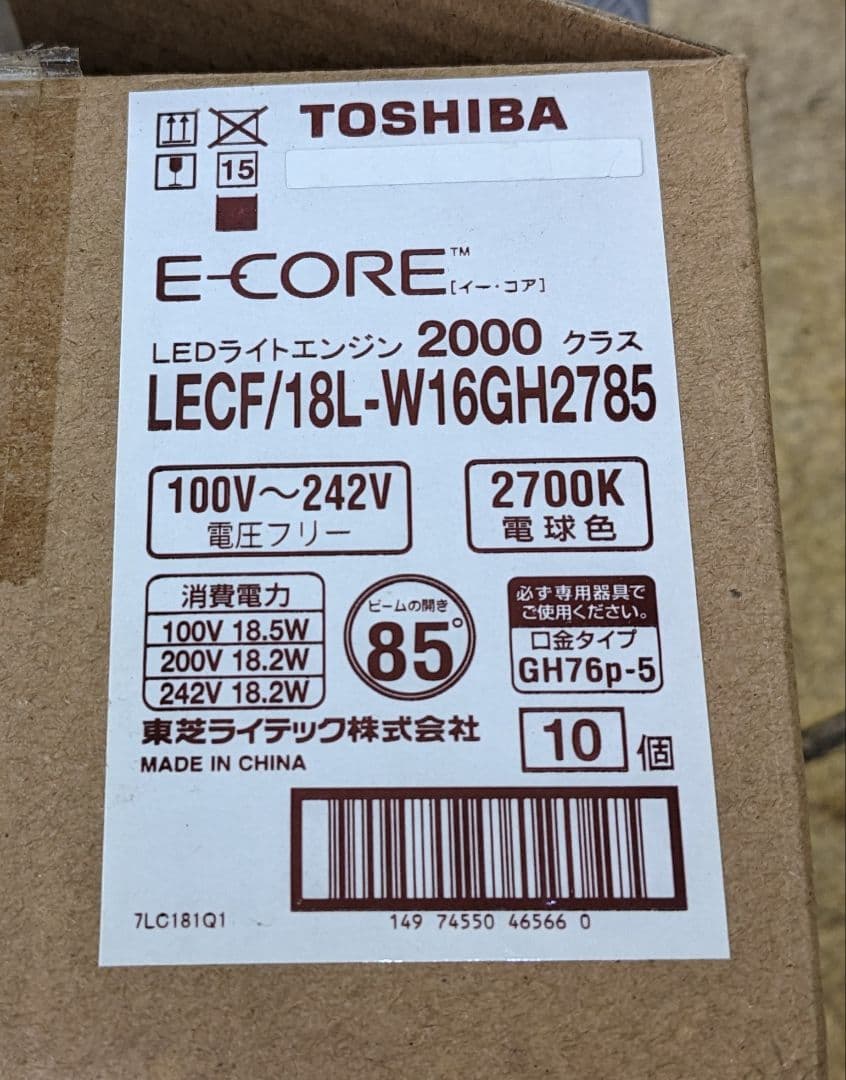 TOSHIBA
15
E-CORE™ [イー・コア]
LEDライトエンジン 2000 クラス
LECF/18L-W16GH2785
100V～242V
電圧フリー
2700K
電球色
消費電力
100V 18.5W
200V 18.2W
242V 18.2W
ビームの開き
85°
必ず専用器具で
ご使用ください。
口金タイプ
GH76p-5
東芝ライテック株式会社
MADE IN CHINA
10 個
7LC181Q1
149 74550 46566 0